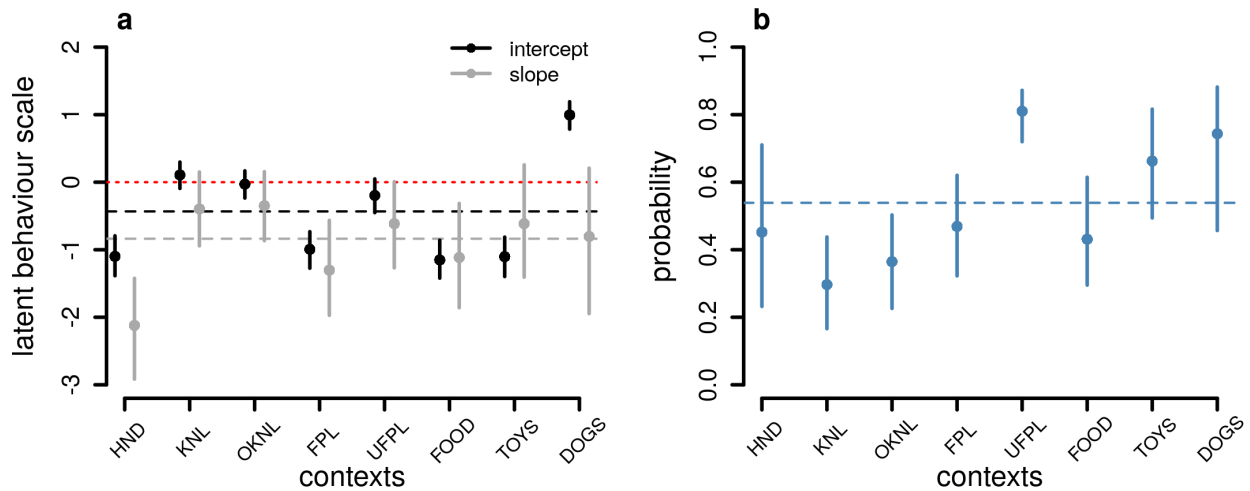 a
intercept
slope
latent behaviour scale
2
1
0
-1
-2
-3
HND
KNL
OKNL
FPL
UFPL
FOOD
TOYS
DOGS
contexts
b
probability
1.0
0.8
0.6
0.4
0.2
0.0
HND
KNL
OKNL
FPL
UFPL
FOOD
TOYS
DOGS
contexts